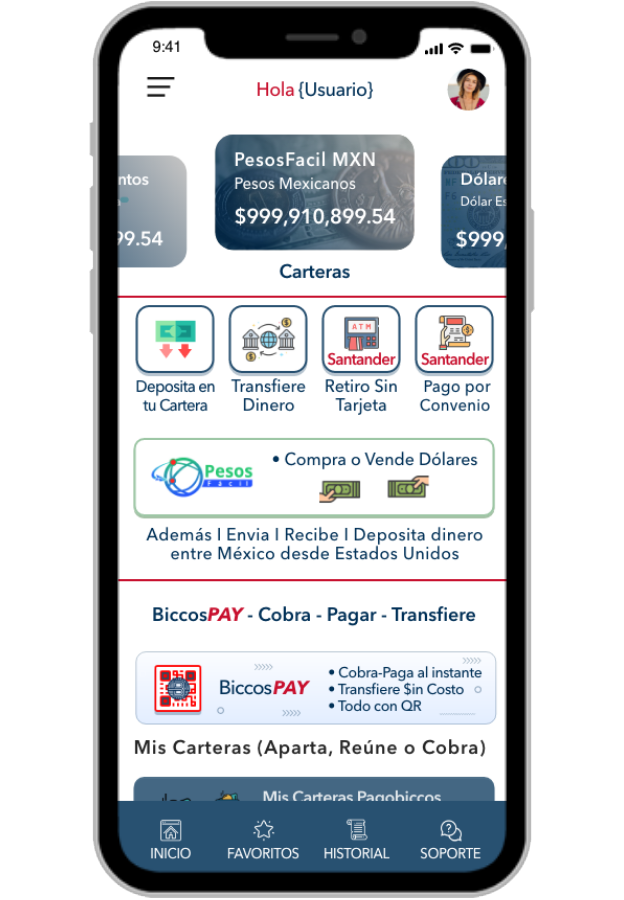 9:41
Hola {Usuario}
ntos
99.54
PesosFacil MXN
Pesos Mexicanos
$999,910,899.54
Dólar
Dólar Es
$999,
Carteras
ATM
Santander
Santander
Deposita en
tu Cartera
Transfiere
Dinero
Retiro Sin
Tarjeta
Pago por
Convenio
Pesos
Fácil
• Compra o Vende Dólares
Además l Envia l Recibe l Deposita dinero
entre México desde Estados Unidos
BiccosPAY - Cobra - Pagar - Transfiere
BiccosPAY
• Cobra-Paga al instante
• Transfiere $in Costo
• Todo con QR
Mis Carteras (Aparta, Reúne o Cobra)
Mis Carteras Pagobiccos
INICIO
FAVORITOS
HISTORIAL
SOPORTE